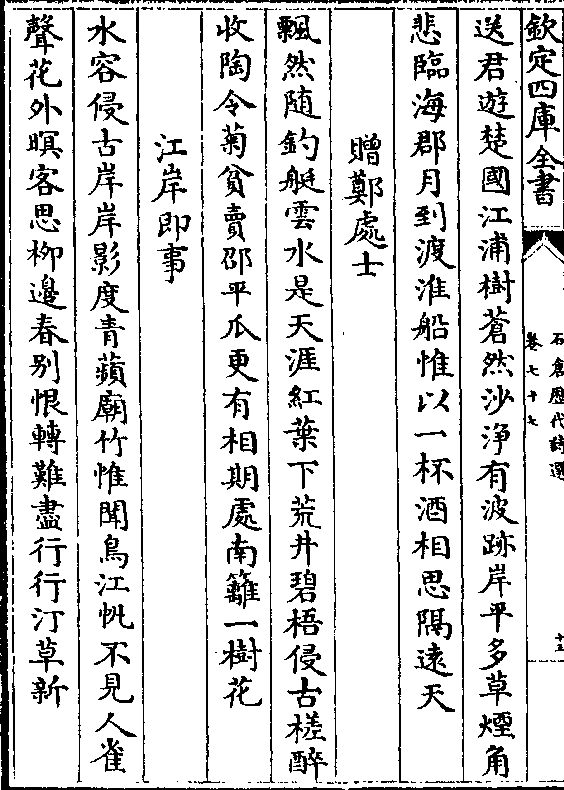 欽定四庫全書
石倉歷代詩選
卷七十七
十五
送君遊楚國江浦樹蒼然沙浄有波跡岸平多草煙角
悲臨海郡月到渡淮船惟以一杯酒相思隔遠天
贈鄭處士
飄然随釣艇雲水是天涯紅葉下荒井碧梧侵古槎醉
收陶令菊貧賣邵平瓜更有相期處南籬一樹花
江岸即事
水容侵古岸岸影度青蘋廟竹惟聞鳥江帆不見人雀
聲花外暝客思柳邊春别恨轉難盡行行汀草新